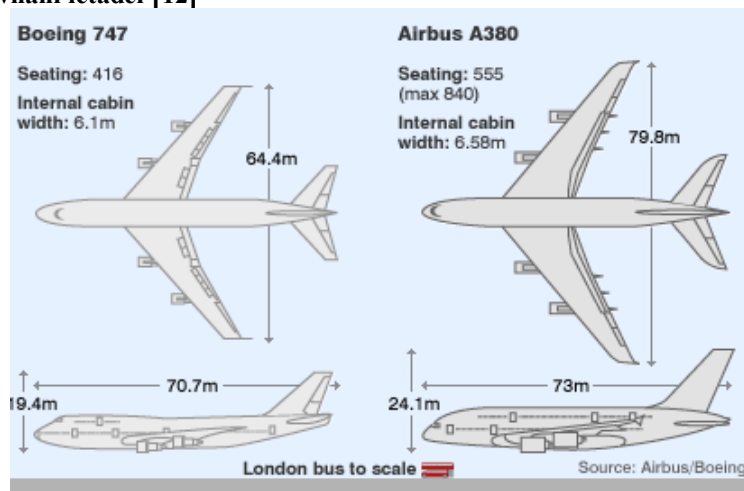 letadel [12]
Boeing 747
Seating: 416
Internal cabin
width: 6.1m
64.4m
70.7m
19.4m
Airbus A380
Seating: 555
(max 840)
Internal cabin
width: 6.58m
79.8m
73m
24.1m
London bus to scale
Source: Airbus/Boeing